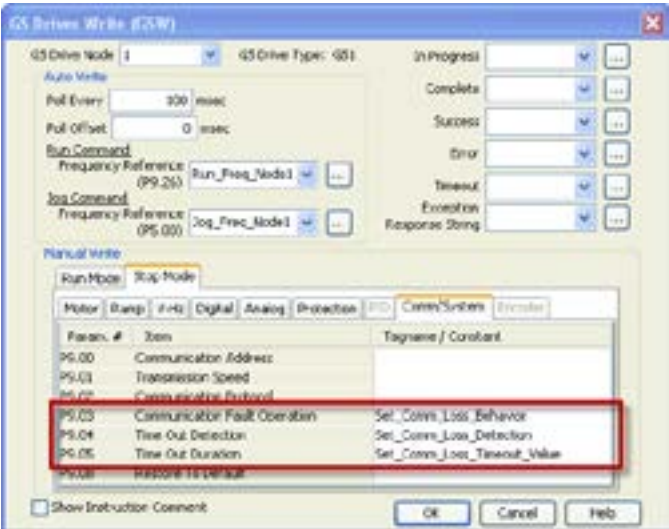 GS Drives Write (GSW)
GS Drive Node 1 GS Drive Type: GS1
Auto Write
Poll Every 100 msec
Poll Offset 0 msec
Run Command
Frequency Reference (P9.26) Run_Freq_Node1 ...
Jog Command
Frequency Reference (P5.00) Jog_Freq_Node1 ...
In Progress ...
Complete ...
Success ...
Error ...
Timeout ...
Exception Response String ...
Manual Write
Run Mode Stop Mode
Motor Ramp V-Hz Digital Analog Protection PID Comm/System Encoder
Param. # Item Tagname / Constant
P9.00 Communication Address
P9.01 Transmission Speed
P9.02 Communication Protocol
P9.03 Communication Fault Operation Set_Comm_Loss_Behavior
P9.04 Time Out Detection Set_Comm_Loss_Detection
P9.05 Time Out Duration Set_Comm_Loss_Timeout_Value
P9.08 Restore To Default
Show Instruction Comment OK Cancel Help